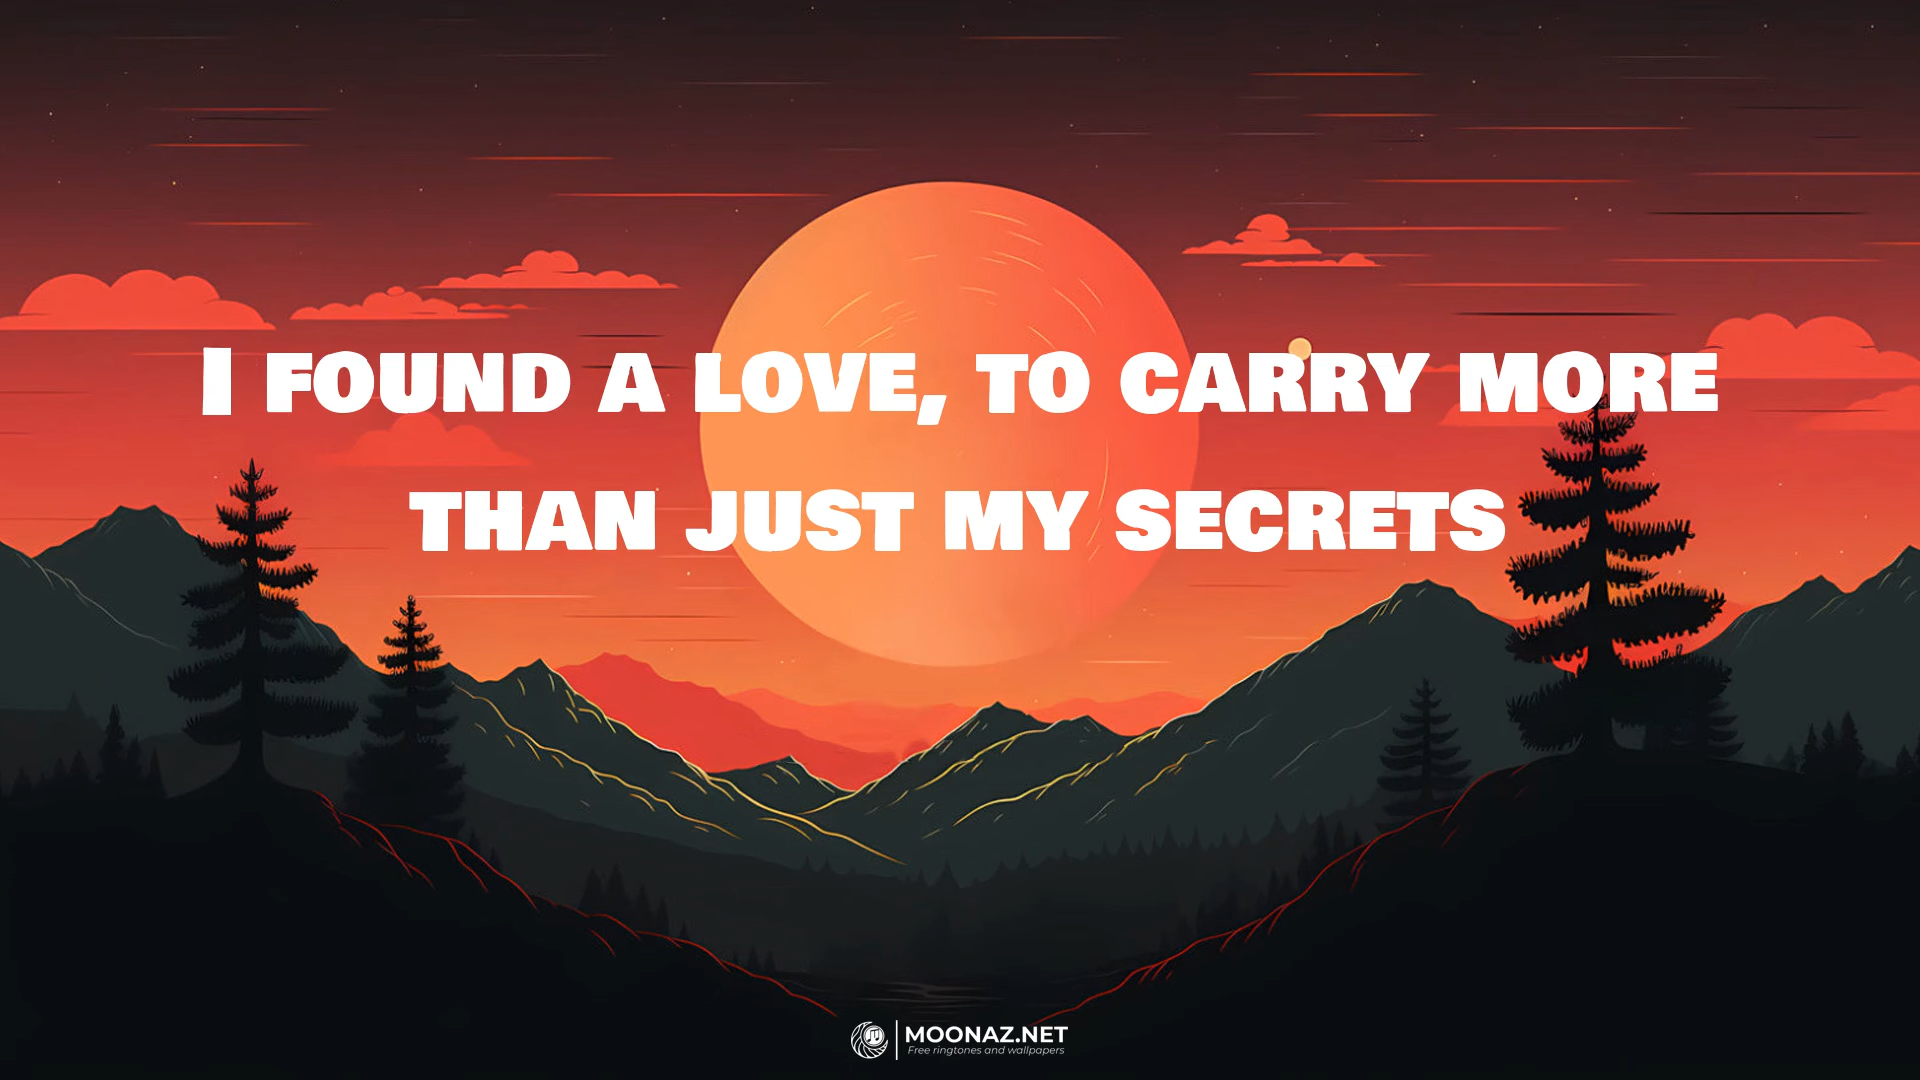 I FOUND A LOVE, TO CARRY MORE
THAN JUST MY SECRETS
MOONAZ.NET
Free ringtones and wallpapers